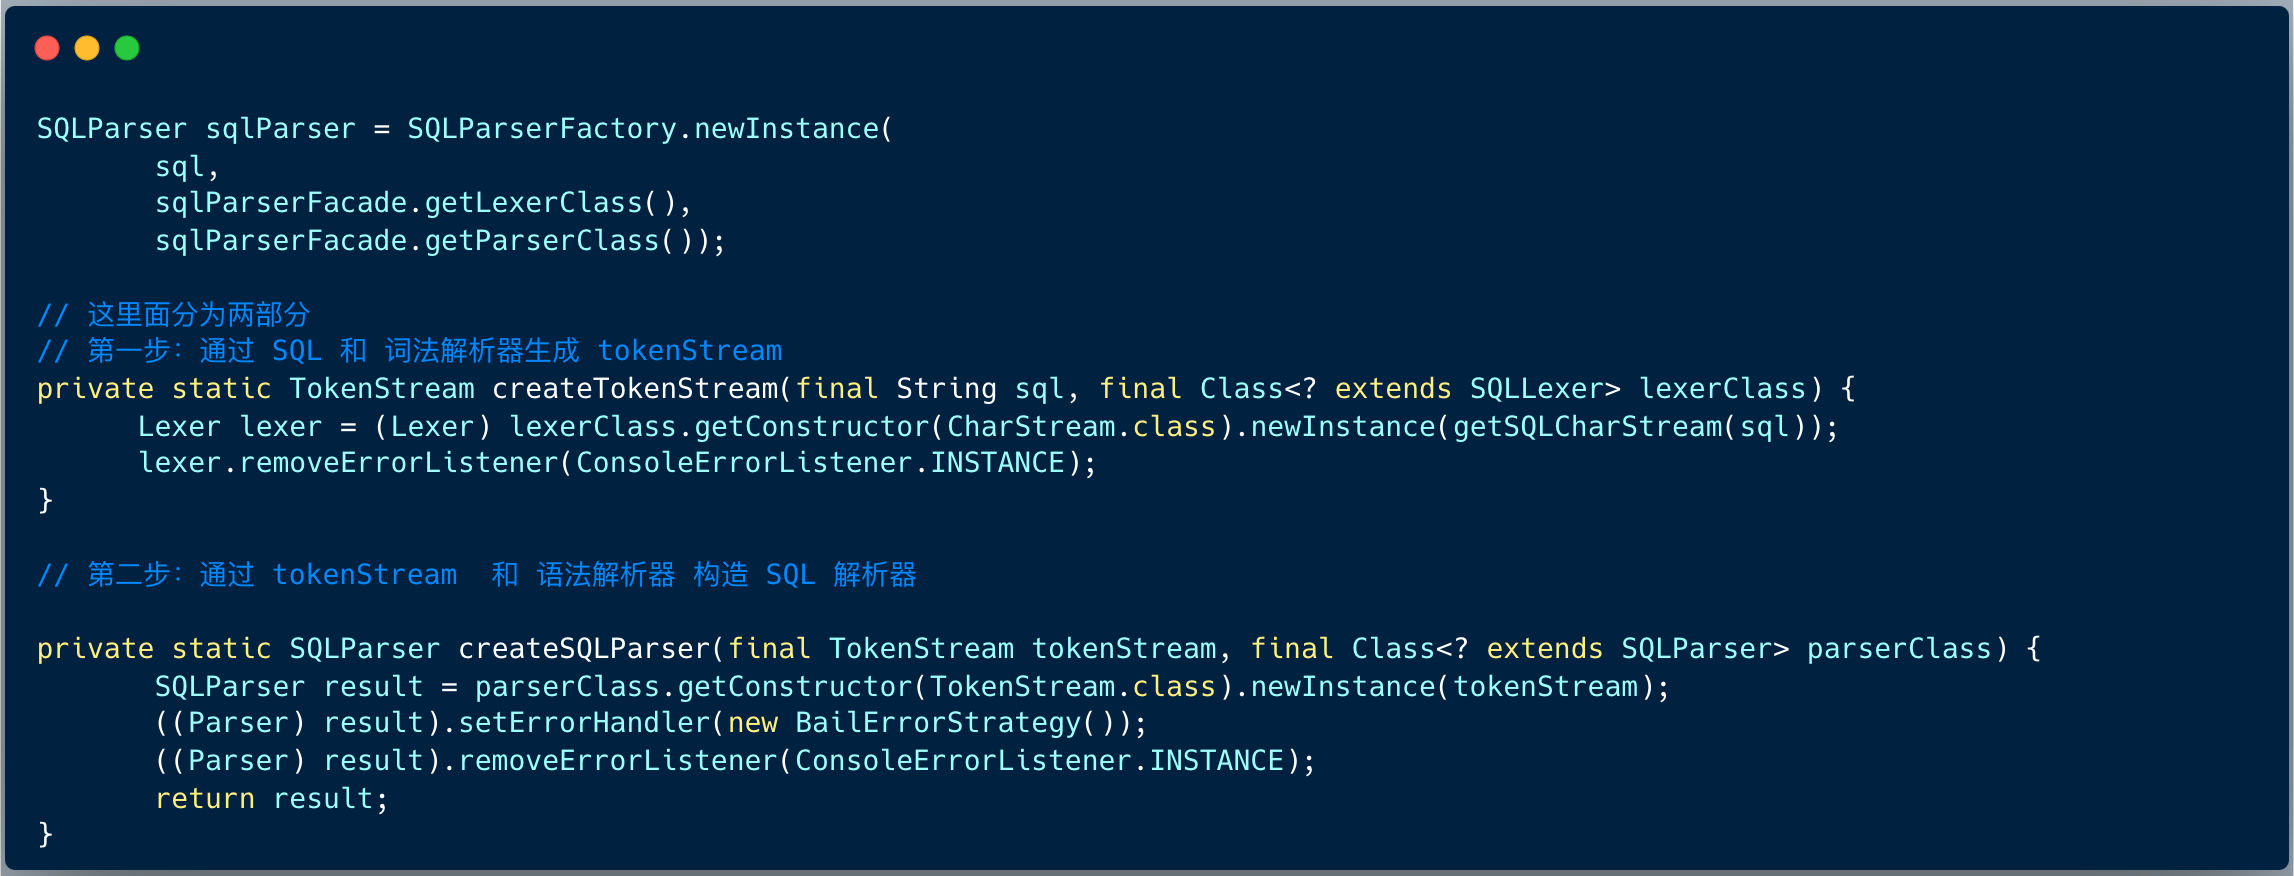 SQLParser sqlParser = SQLParserFactory.newInstance(
sql,
sqlParserFacade.getLexerClass(),
sqlParserFacade.getParserClass());
// 这里面分为两部分
// 第一步：通过 SQL 和 词法解析器生成 tokenStream
private static TokenStream createTokenStream(final String sql, final Class<? extends SQLLexer> lexerClass) {
Lexer lexer = (Lexer) lexerClass.getConstructor(CharStream.class).newInstance(getSQLCharStream(sql));
lexer.removeErrorListener(ConsoleErrorListener.INSTANCE);
}
// 第二步：通过 tokenStream  和 语法解析器 构造 SQL 解析器
private static SQLParser createSQLParser(final TokenStream tokenStream, final Class<? extends SQLParser> parserClass) {
SQLParser result = parserClass.getConstructor(TokenStream.class).newInstance(tokenStream);
((Parser) result).setErrorHandler(new BailErrorStrategy());
((Parser) result).removeErrorListener(ConsoleErrorListener.INSTANCE);
return result;
}